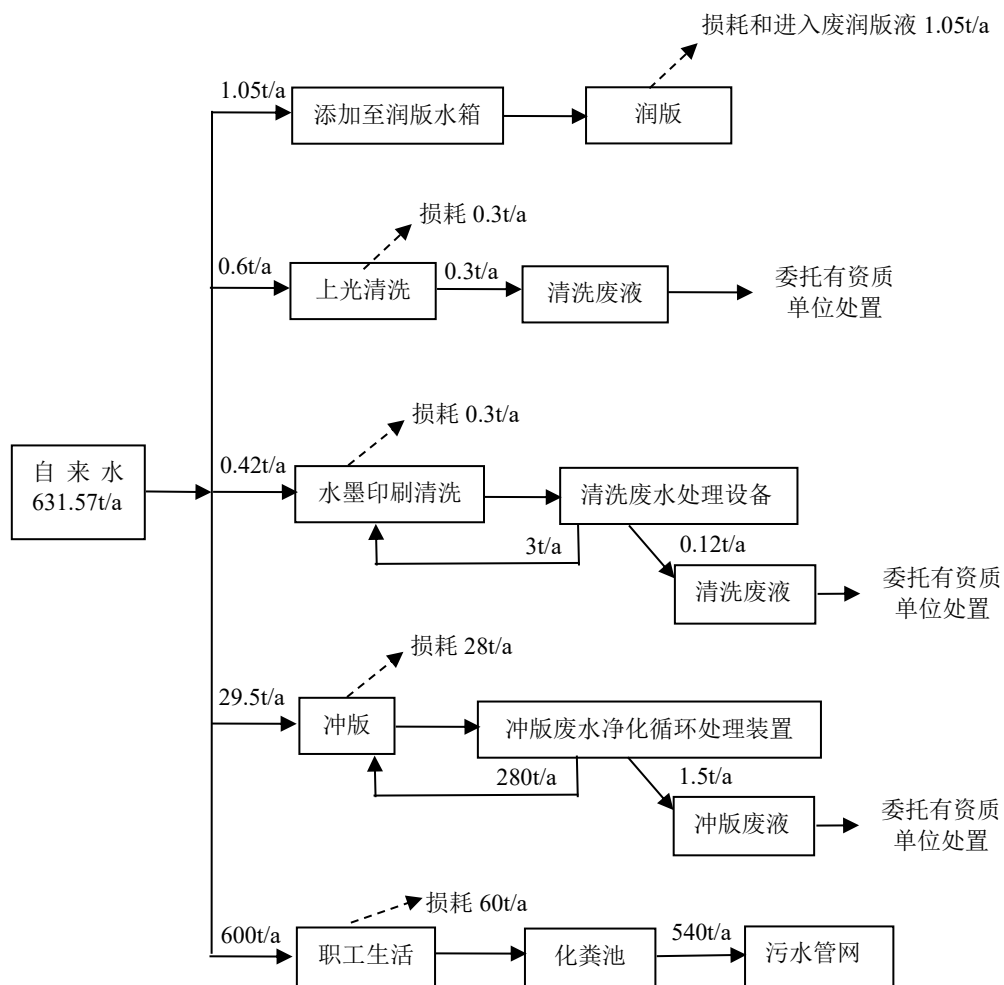 损耗和进入废润版液 1.05t/a
1.05t/a
添加至润版水箱
润版
损耗 0.3t/a
0.6t/a
上光清洗
0.3t/a
清洗废液
委托有资质
单位处置
损耗 0.3t/a
自 来 水
631.57t/a
0.42t/a
水墨印刷清洗
清洗废水处理设备
3t/a
0.12t/a
清洗废液
委托有资质
单位处置
损耗 28t/a
29.5t/a
冲版
冲版废水净化循环处理装置
280t/a
1.5t/a
冲版废液
委托有资质
单位处置
损耗 60t/a
600t/a
职工生活
化粪池
540t/a
污水管网